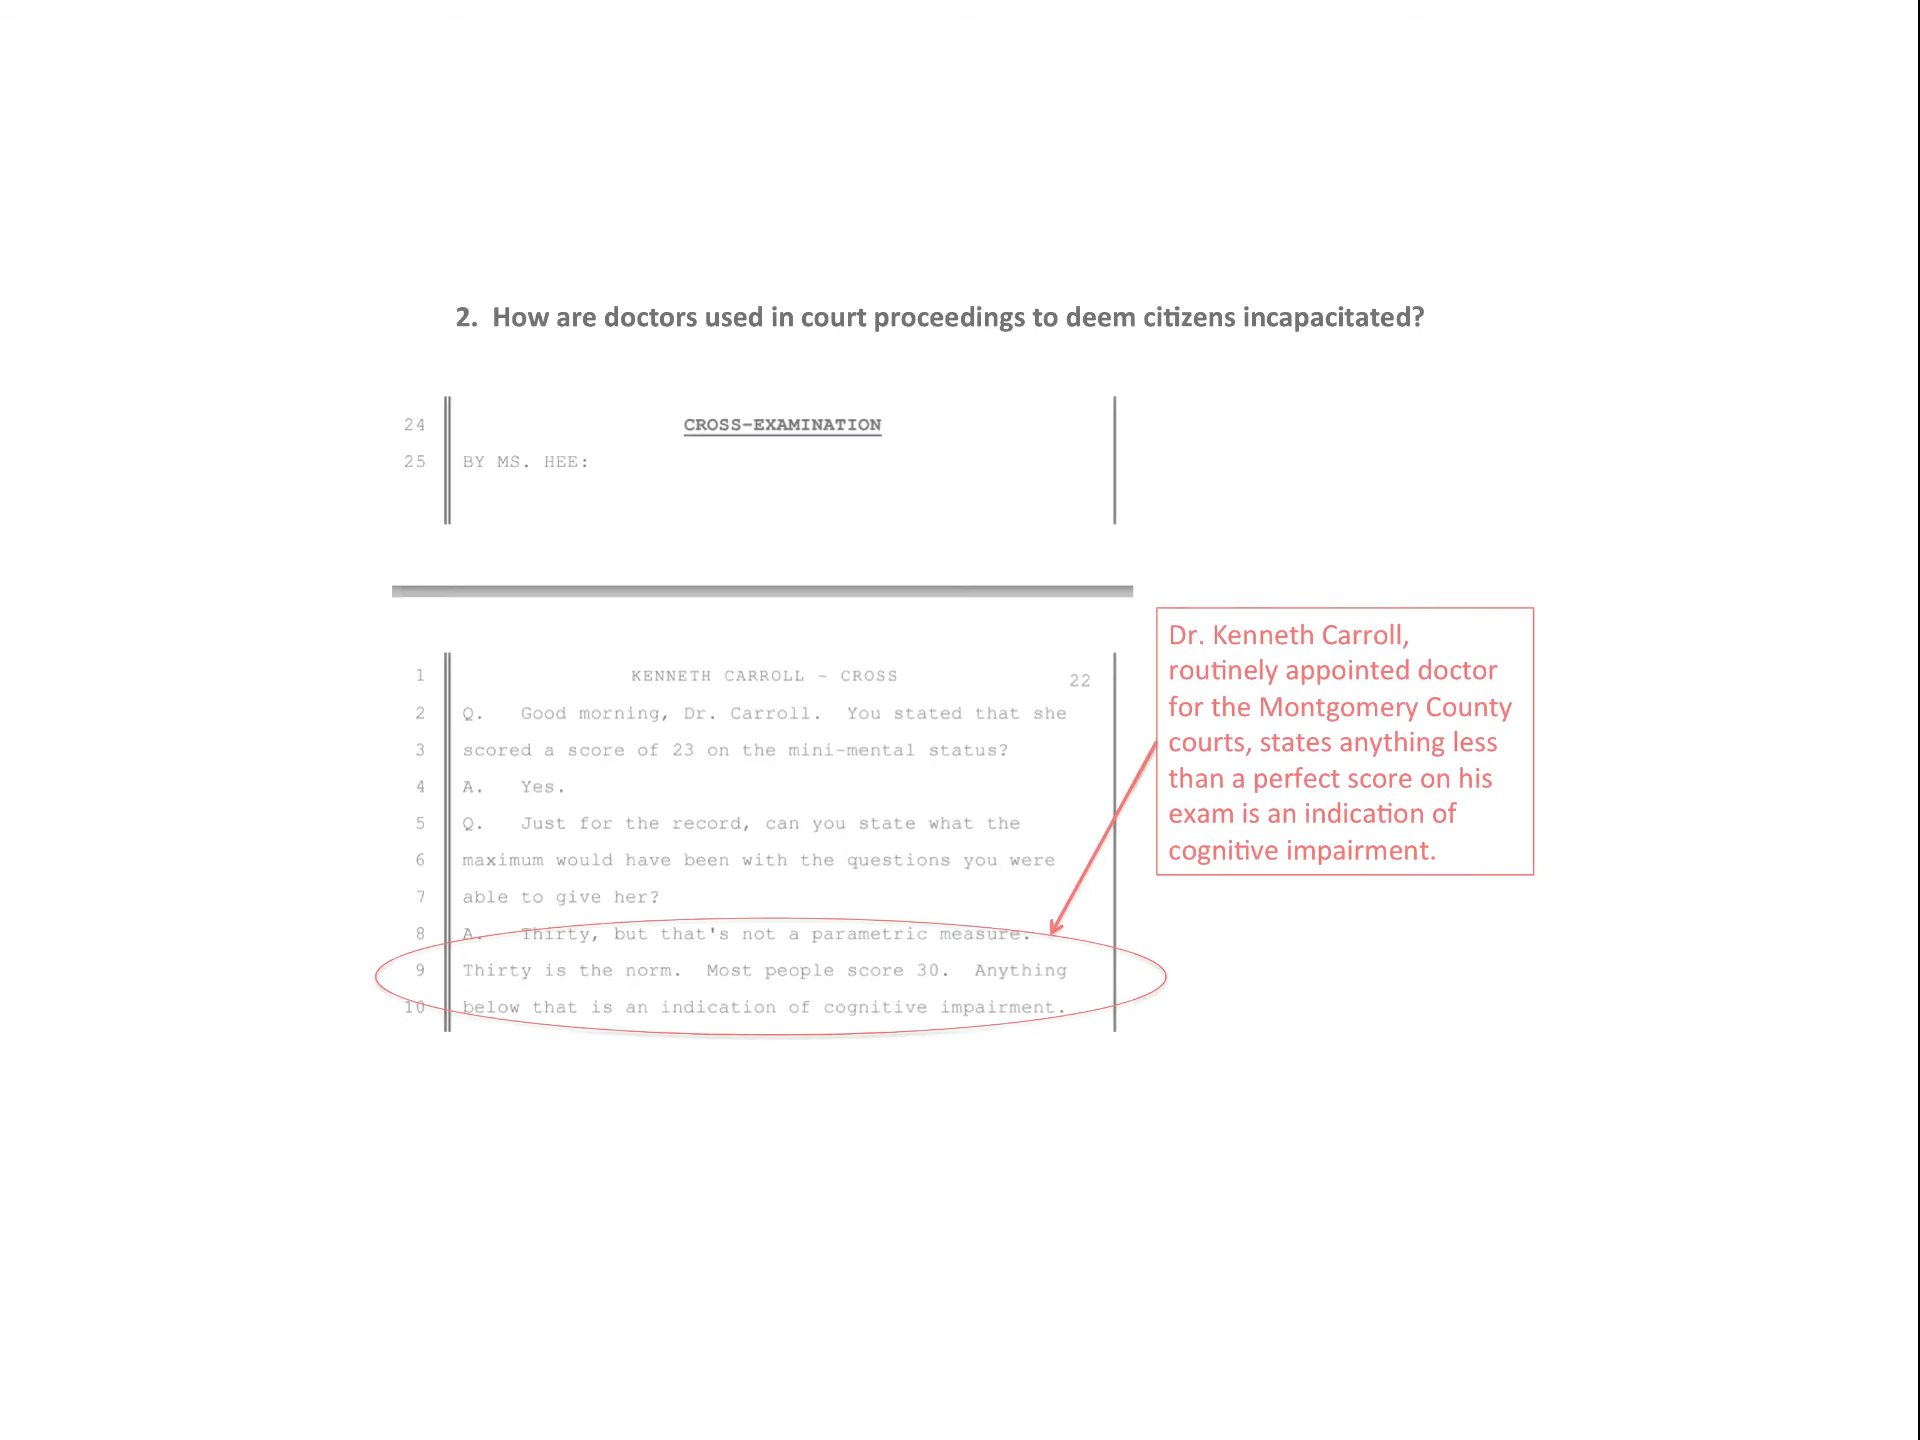 2. How are doctors used in court proceedings to deem citizens incapacitated?
24 CROSS-EXAMINATION
25 BY MS. HEE:
1 KENNETH CARROLL - CROSS 22
2 Q. Good morning, Dr. Carroll. You stated that she
3 scored a score of 23 on the mini-mental status?
4 A. Yes.
5 Q. Just for the record, can you state what the
6 maximum would have been with the questions you were
7 able to give her?
8 A. Thirty, but that's not a parametric measure.
9 Thirty is the norm. Most people score 30. Anything
10 below that is an indication of cognitive impairment.
Dr. Kenneth Carroll,
routinely appointed doctor
for the Montgomery County
courts, states anything less
than a perfect score on his
exam is an indication of
cognitive impairment.